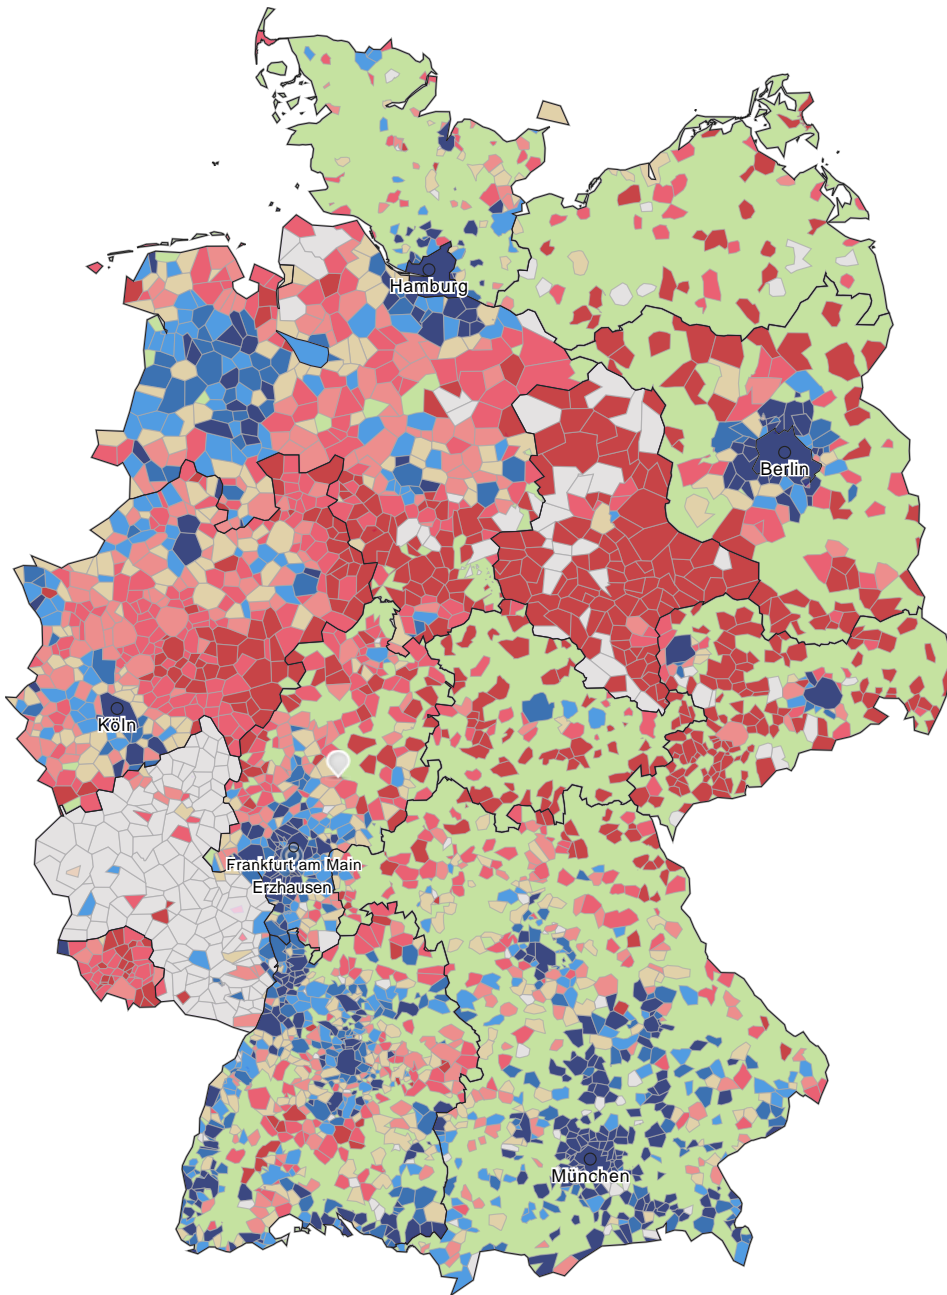 Hamburg
Berlin
Köln
Frankfurt am Main
Erzhausen
München